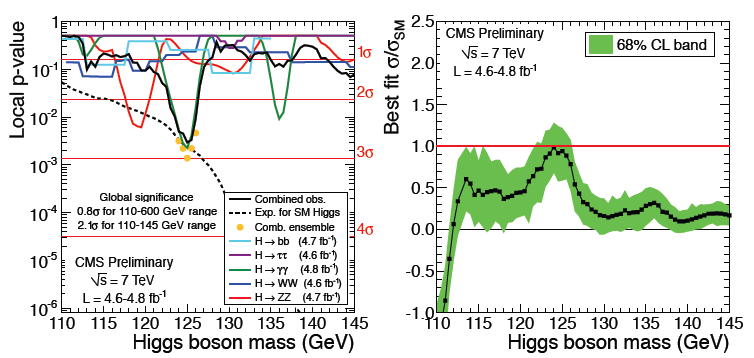 Local p-value
1
10⁻¹
10⁻²
10⁻³
10⁻⁴
10⁻⁵
10⁻⁶
1σ
2σ
3σ
4σ
Global significance
0.8σ for 110-600 GeV range
2.1σ for 110-145 GeV range
CMS Preliminary
√s = 7 TeV
L = 4.6-4.8 fb⁻¹
Combined obs.
Exp. for SM Higgs
Comb. ensemble
H → bb (4.7 fb⁻¹)
H → ττ (4.6 fb⁻¹)
H → γγ (4.8 fb⁻¹)
H → WW (4.6 fb⁻¹)
H → ZZ (4.7 fb⁻¹)
110 115 120 125 130 135 140 145
Higgs boson mass (GeV)
Best fit σ/σSM
2.5
2.0
1.5
1.0
0.5
0.0
-0.5
-1.0
CMS Preliminary
√s = 7 TeV
L = 4.6-4.8 fb⁻¹
68% CL band
110 115 120 125 130 135 140 145
Higgs boson mass (GeV)